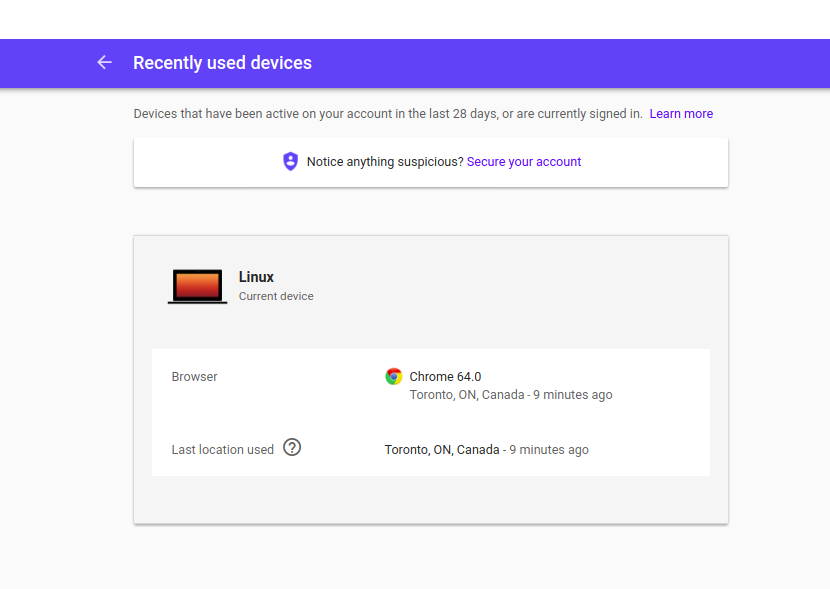 Recently used devices
Devices that have been active on your account in the last 28 days, or are currently signed in. Learn more
Notice anything suspicious? Secure your account
Linux
Current device
Browser
Chrome 64.0
Toronto, ON, Canada - 9 minutes ago
Last location used ?
Toronto, ON, Canada - 9 minutes ago